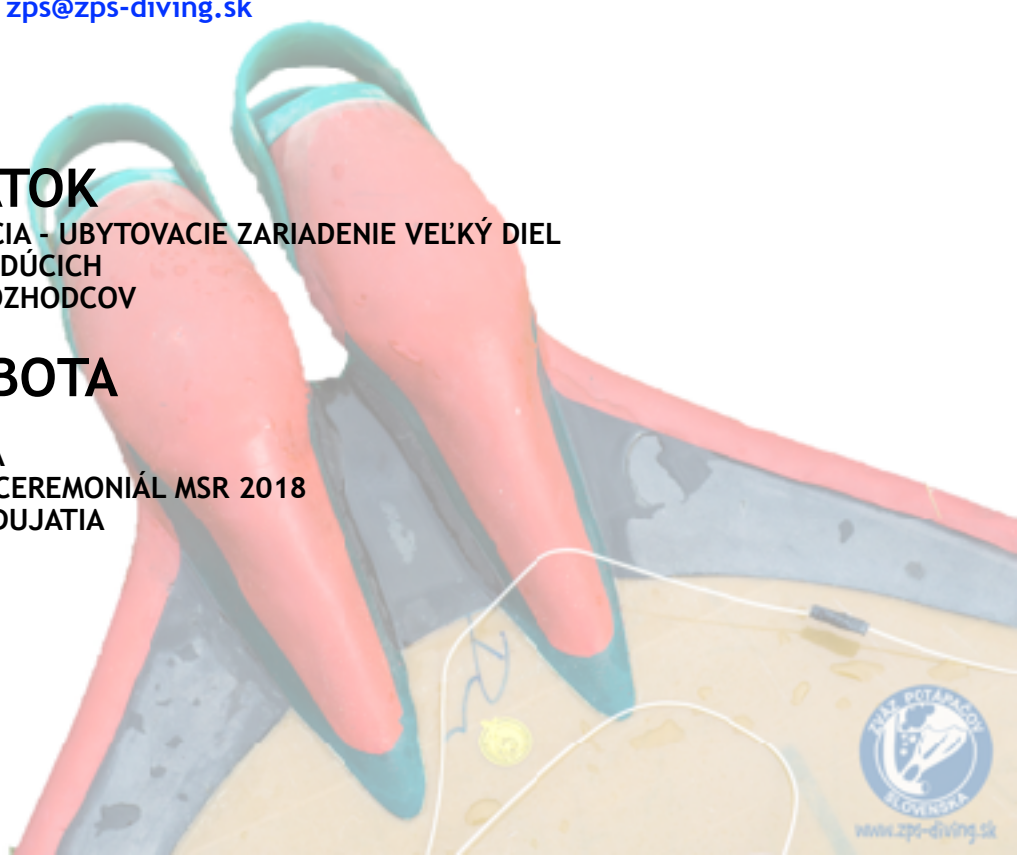 zps@zps-diving.sk
ATOK
CIA - UBYTOVACIE ZARIADENIE VEĽKÝ DIEL
DÚCICH
OZHODCOV
BOTA
A
CEREMONIÁL MSR 2018
DUJATIA
ZVÄZ POTÁPAČOV
SLOVENSKA
www.zps-diving.sk